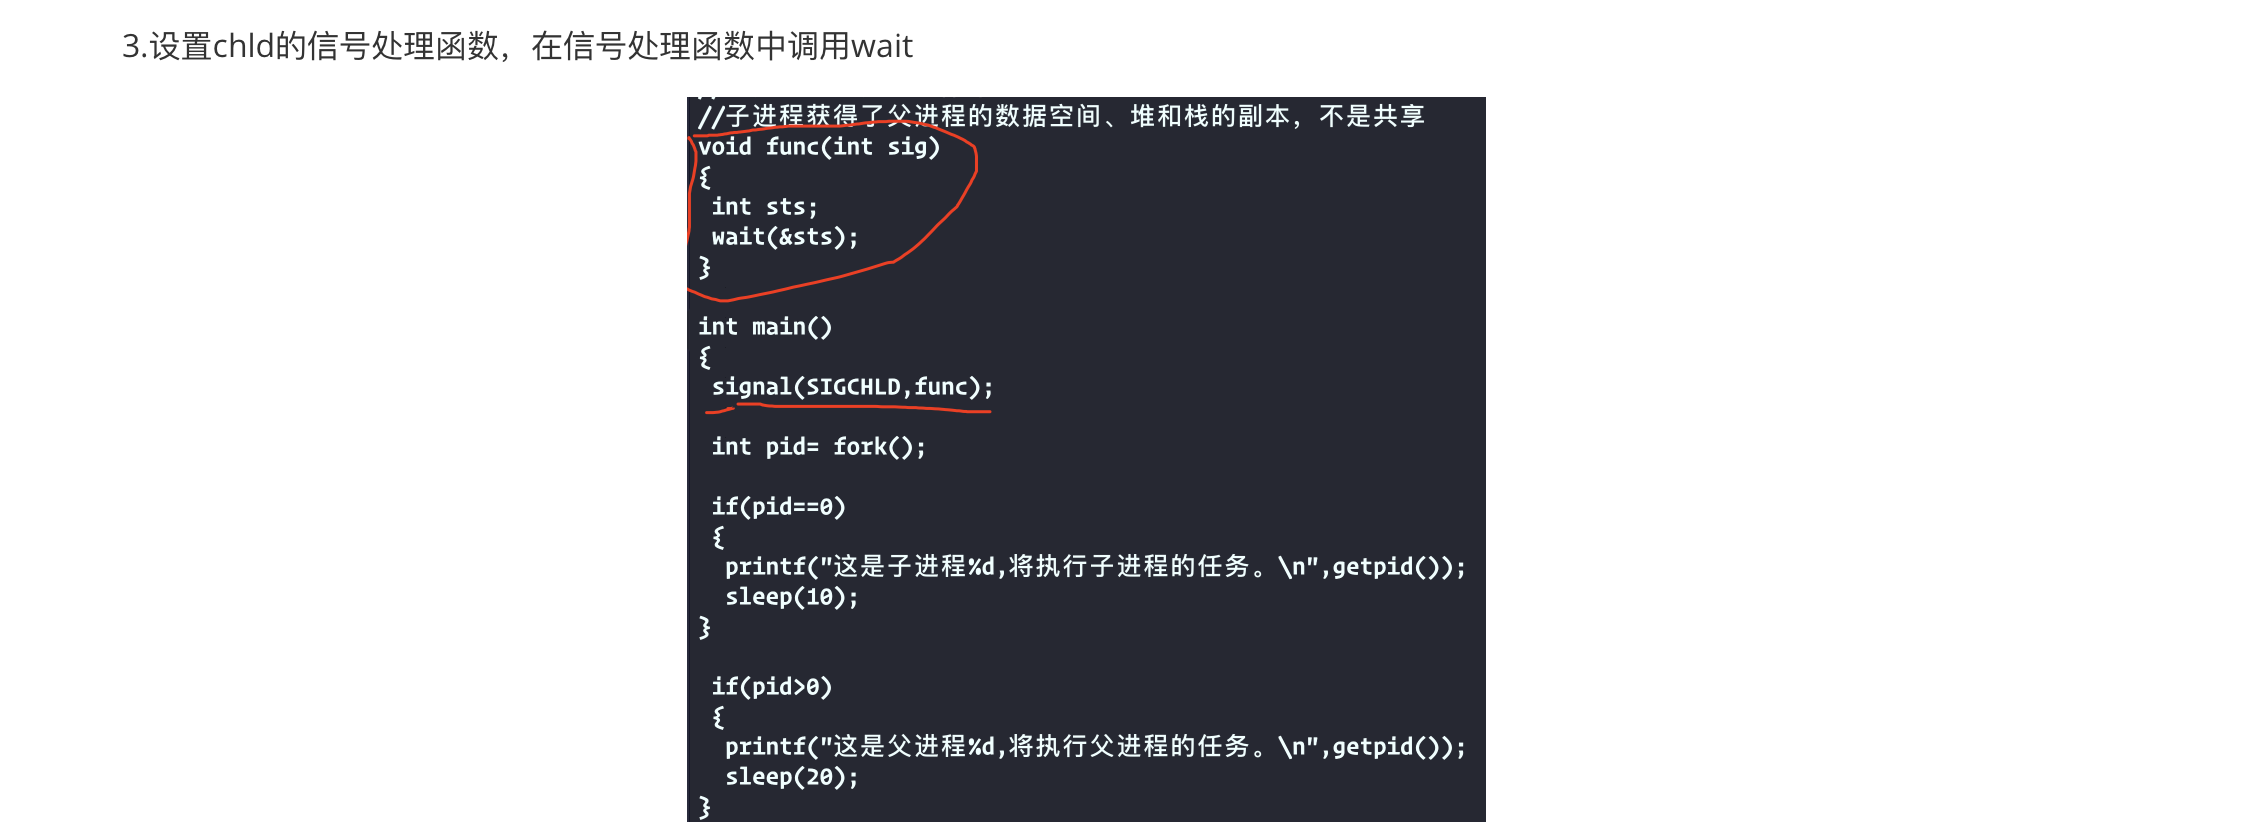 3.设置chld的信号处理函数，在信号处理函数中调用wait
//子进程获得了父进程的数据空间、堆和栈的副本，不是共享
void func(int sig)
{
int sts;
wait(&sts);
}
int main()
{
signal(SIGCHLD,func);
int pid= fork();
if(pid==0)
{
printf("这是子进程%d,将执行子进程的任务。\n",getpid());
sleep(10);
}
if(pid>0)
{
printf("这是父进程%d,将执行父进程的任务。\n",getpid());
sleep(20);
}